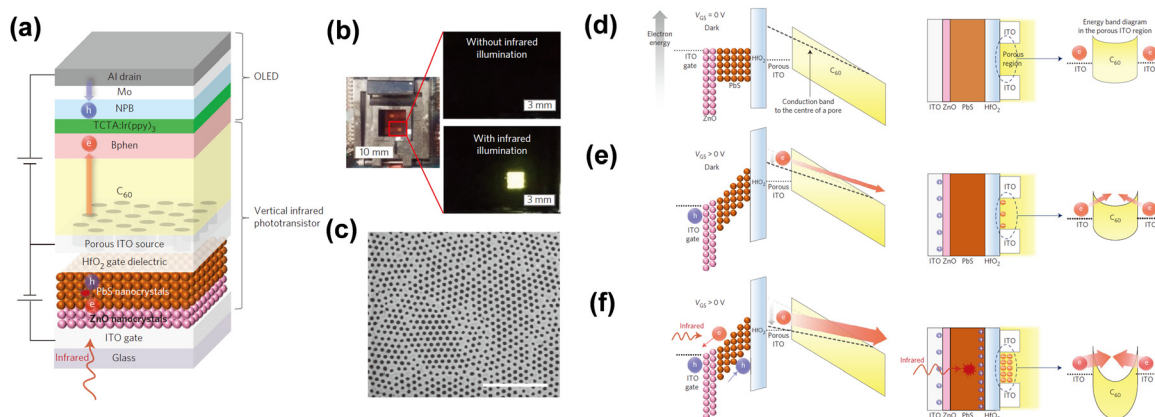 (a)
Al drain
Mo
h
NPB
OLED
TCTA:Ir(ppy)3
e
Bphen
C60
Vertical infrared
phototransistor
Porous ITO source
HfO2 gate dielectric
h
PbS nanocrystals
e
ZnO nanocrystals
ITO gate
Infrared
Glass
(b)
Without infrared
illumination
3 mm
10 mm
With infrared
illumination
3 mm
(c)
(d)
Electron
energy
VGS = 0 V
Dark
ITO
gate
ZnO
PbS
HfO2
Porous
ITO
C60
Conduction band
to the centre of a pore
ITO
Porous
region
ITO
ITO ZnO PbS HfO2
Energy band diagram
in the porous ITO region
e
ITO
C60
e
ITO
(e)
VGS > 0 V
Dark
e
HfO2
Porous
ITO
h
ITO
gate
ITO
ITO
ITO ZnO PbS HfO2
e
ITO
C60
e
ITO
(f)
VGS > 0 V
Infrared
e
e
HfO2
Porous
ITO
h
ITO
gate
h
Infrared
ITO
ITO
ITO ZnO PbS HfO2
e
ITO
C60
e
ITO